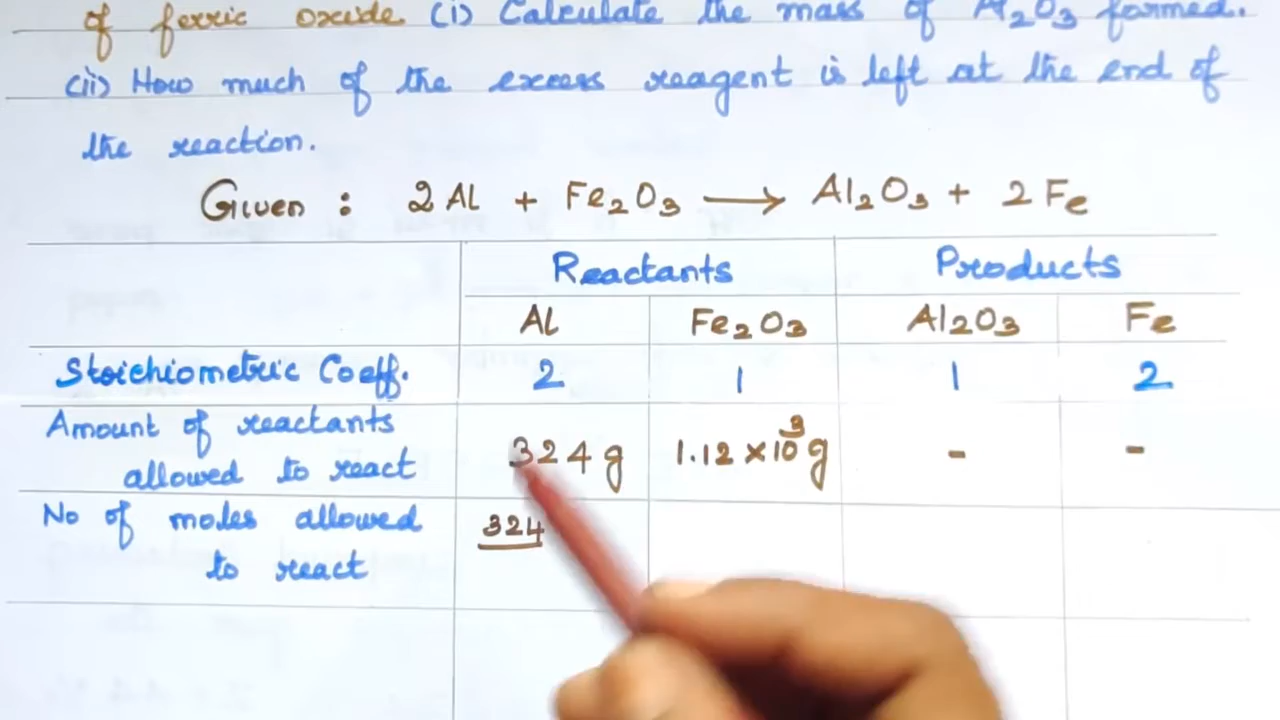 of ferric oxide (i) Calculate the mass of Al₂O₃ formed.
(ii) How much of the excess reagent is left at the end of
the reaction.
Given : 2Al + Fe₂O₃ → Al₂O₃ + 2Fe
Reactants Products
Al Fe₂O₃ Al₂O₃ Fe
Stoichiometric Coeff. 2 1 1 2
Amount of reactants
allowed to react 324 g 1.12 × 10³ g - -
No of moles allowed 324
to react